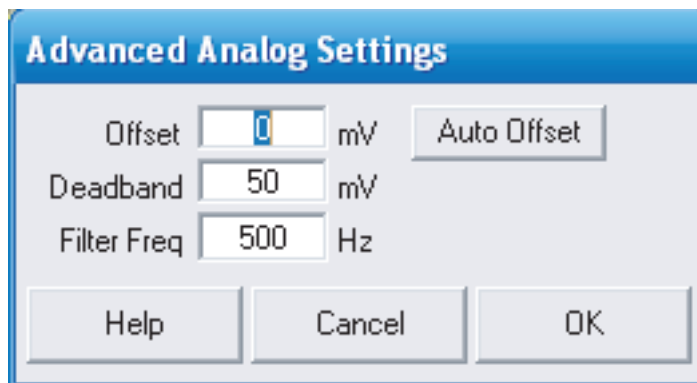 Advanced Analog Settings
Offset 0 mV Auto Offset
Deadband 50 mV
Filter Freq 500 Hz
Help Cancel OK